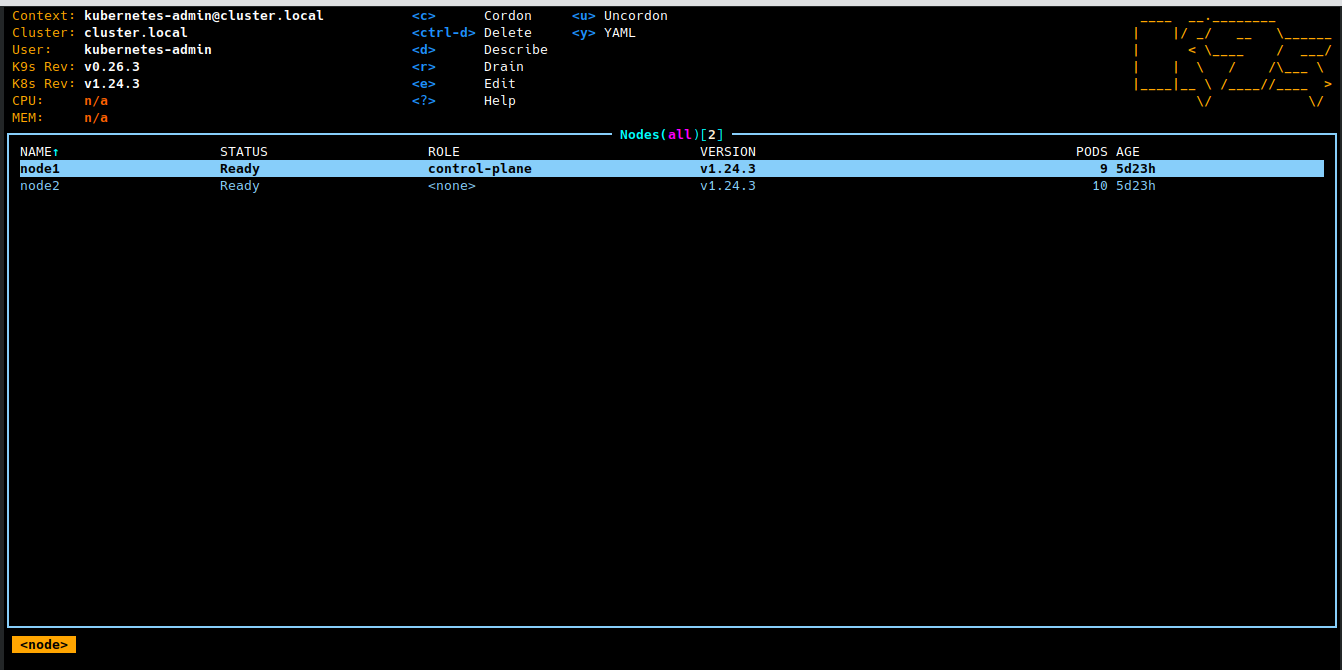 Context: kubernetes-admin@cluster.local <c> Cordon <u> Uncordon
Cluster: cluster.local <ctrl-d> Delete <y> YAML
User: kubernetes-admin <d> Describe
K9s Rev: v0.26.3 <r> Drain
K8s Rev: v1.24.3 <e> Edit
CPU: n/a <?> Help
MEM: n/a
Nodes(all)[2]
NAME↑ STATUS ROLE VERSION PODS AGE
node1 Ready control-plane v1.24.3 9 5d23h
node2 Ready <none> v1.24.3 10 5d23h
<node>